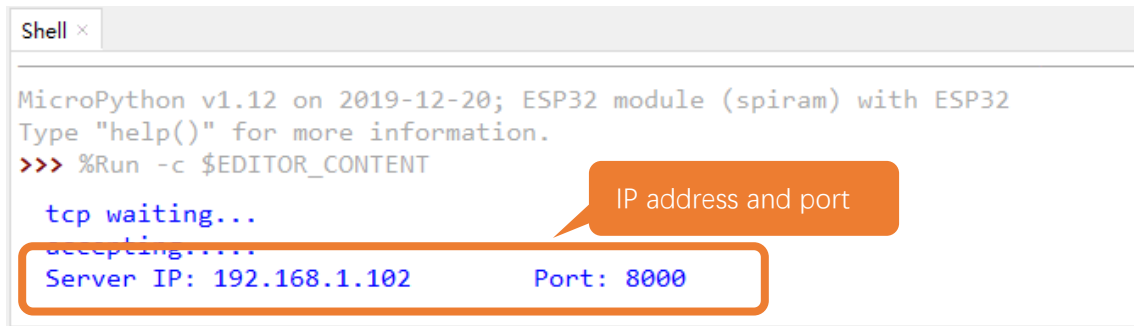 Shell ×
MicroPython v1.12 on 2019-12-20; ESP32 module (spiram) with ESP32
Type "help()" for more information.
>>> %Run -c $EDITOR_CONTENT
IP address and port
tcp waiting...
accepting.....
Server IP: 192.168.1.102 Port: 8000